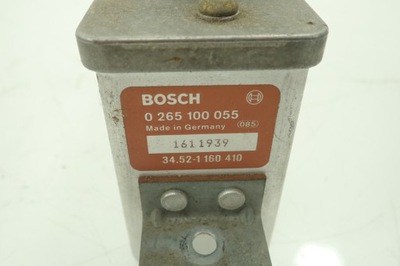 BOSCH
0 265 100 055
Made in Germany (085)
1611939
34.52-1 160 410